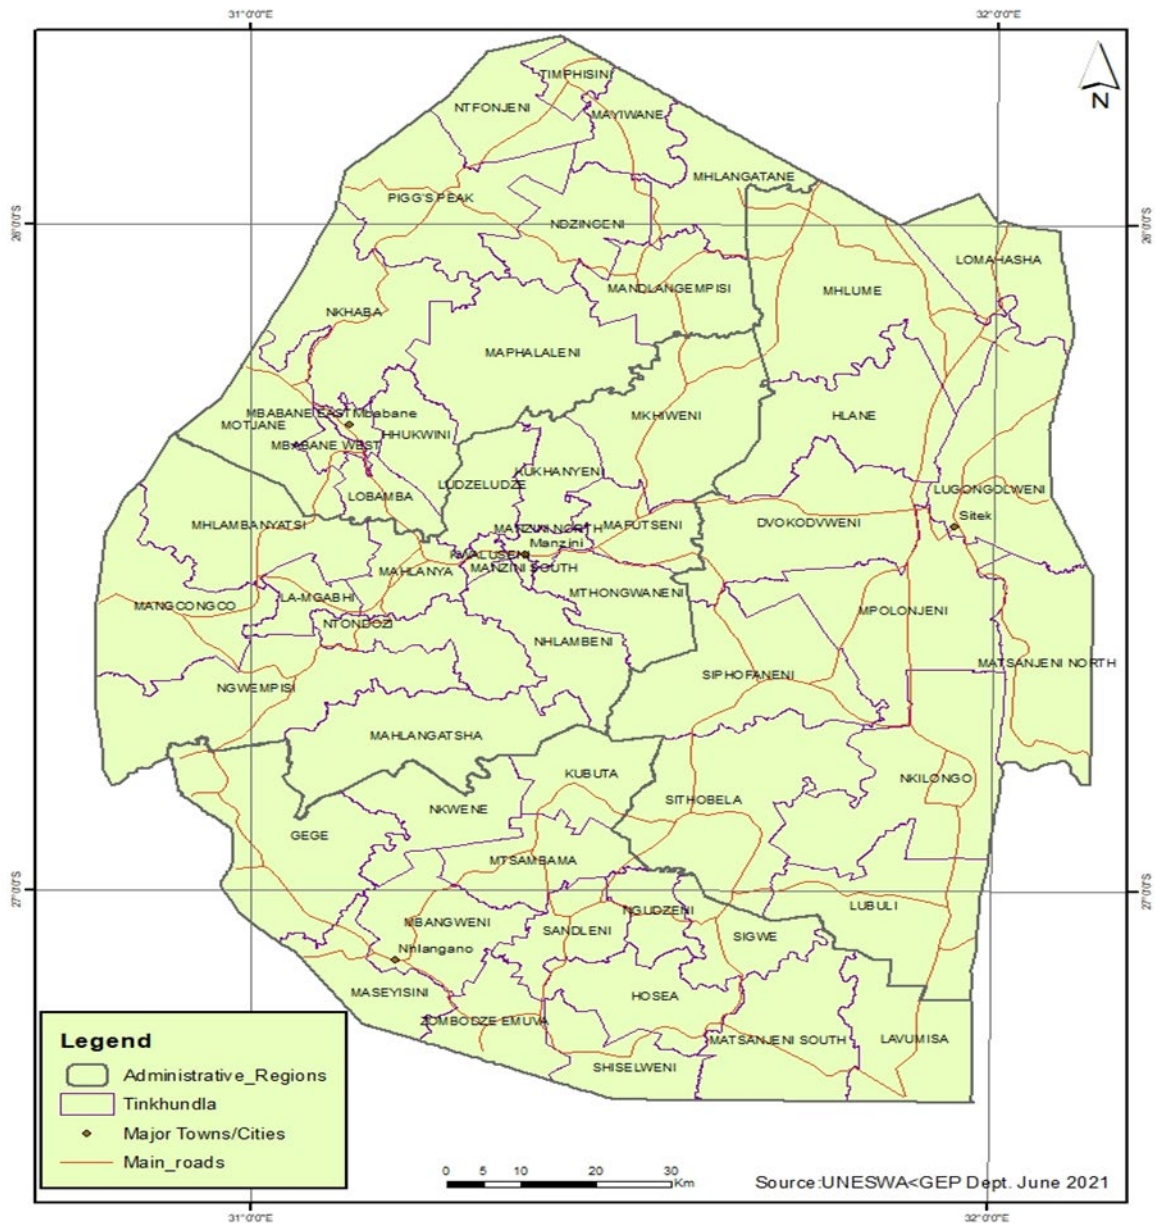 31°0'0"E
32°0'0"E
N
TIMPHISINI
NTFONJENI
MAYIWANE
MHLANGATANE
PIGG'S PEAK
26°0'0"S
NDZINGENI
26°0'0"S
LOMAHASHA
MANDLANGEMPISI
MHLUME
NKHABA
MAPHALALENI
MBABANE EAST Mbabane
MKHIWENI
HLANE
MOTJANE
HHUKWINI
MBABANE WEST
KUKHANYENI
LUDZELUDZE
LUGONGOLWENI
LOBAMBA
Sitek
MHLAMBANYATSI
MANZINI NORTH
MAFUTSENI
DVOKODVWENI
Manzini
KWALUSENI
MANZINI SOUTH
MAHLANYA
MTHONGWANENI
LA-MGABHI
MANGCONGCO
MPOLONJENI
NTONDOZI
NHLAMBENI
MATSANJENI NORTH
SIPHOFANENI
NGWEMPISI
MAHLANGATSHA
KUBUTA
NKILONGO
SITHOBELA
NKWENE
GEGE
MTSAMBAMA
27°0'0"S
27°0'0"S
LUBULI
NGUDZENI
MBANGWENI
SANDLENI
SIGWE
Nhlangano
MASEYISINI
HOSEA
ZOMBODZE EMUVA
MATSANJENI SOUTH
LAVUMISA
SHISELWENI
Legend
Administrative_Regions
Tinkhundla
Major Towns/Cities
Main_roads
0 5 10 20 30
Km
Source:UNESWA<GEP Dept. June 2021
31°0'0"E
32°0'0"E